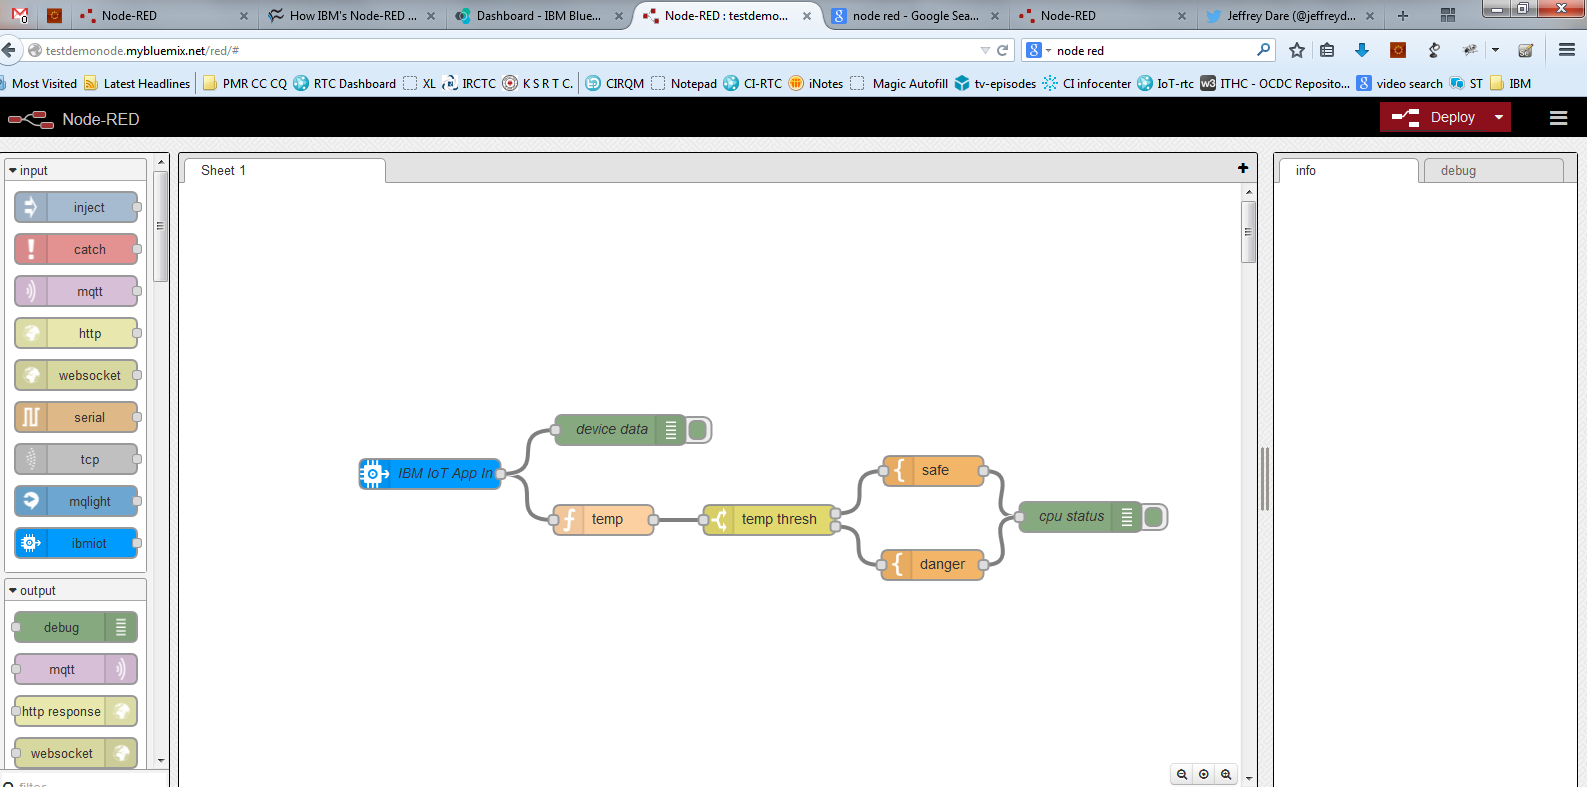 Node-RED
How IBM's Node-RED ...
Dashboard - IBM Blue...
Node-RED : testdemo...
node red - Google Sea...
Node-RED
Jeffrey Dare (@jeffreyd...
testdemonode.mybluemix.net/red/#
node red
Most Visited
Latest Headlines
PMR CC CQ
RTC Dashboard
XL
IRCTC
K S R T C.
CIRQM
Notepad
CI-RTC
iNotes
Magic Autofill
tv-episodes
CI infocenter
IoT-rtc
w3 ITHC - OCDC Reposito...
video search
ST
IBM
Node-RED
Deploy
input
inject
catch
mqtt
http
websocket
serial
tcp
mqlight
ibmiot
output
debug
mqtt
http response
websocket
filter
Sheet 1
device data
IBM IoT App In
temp
temp thresh
safe
danger
cpu status
info
debug